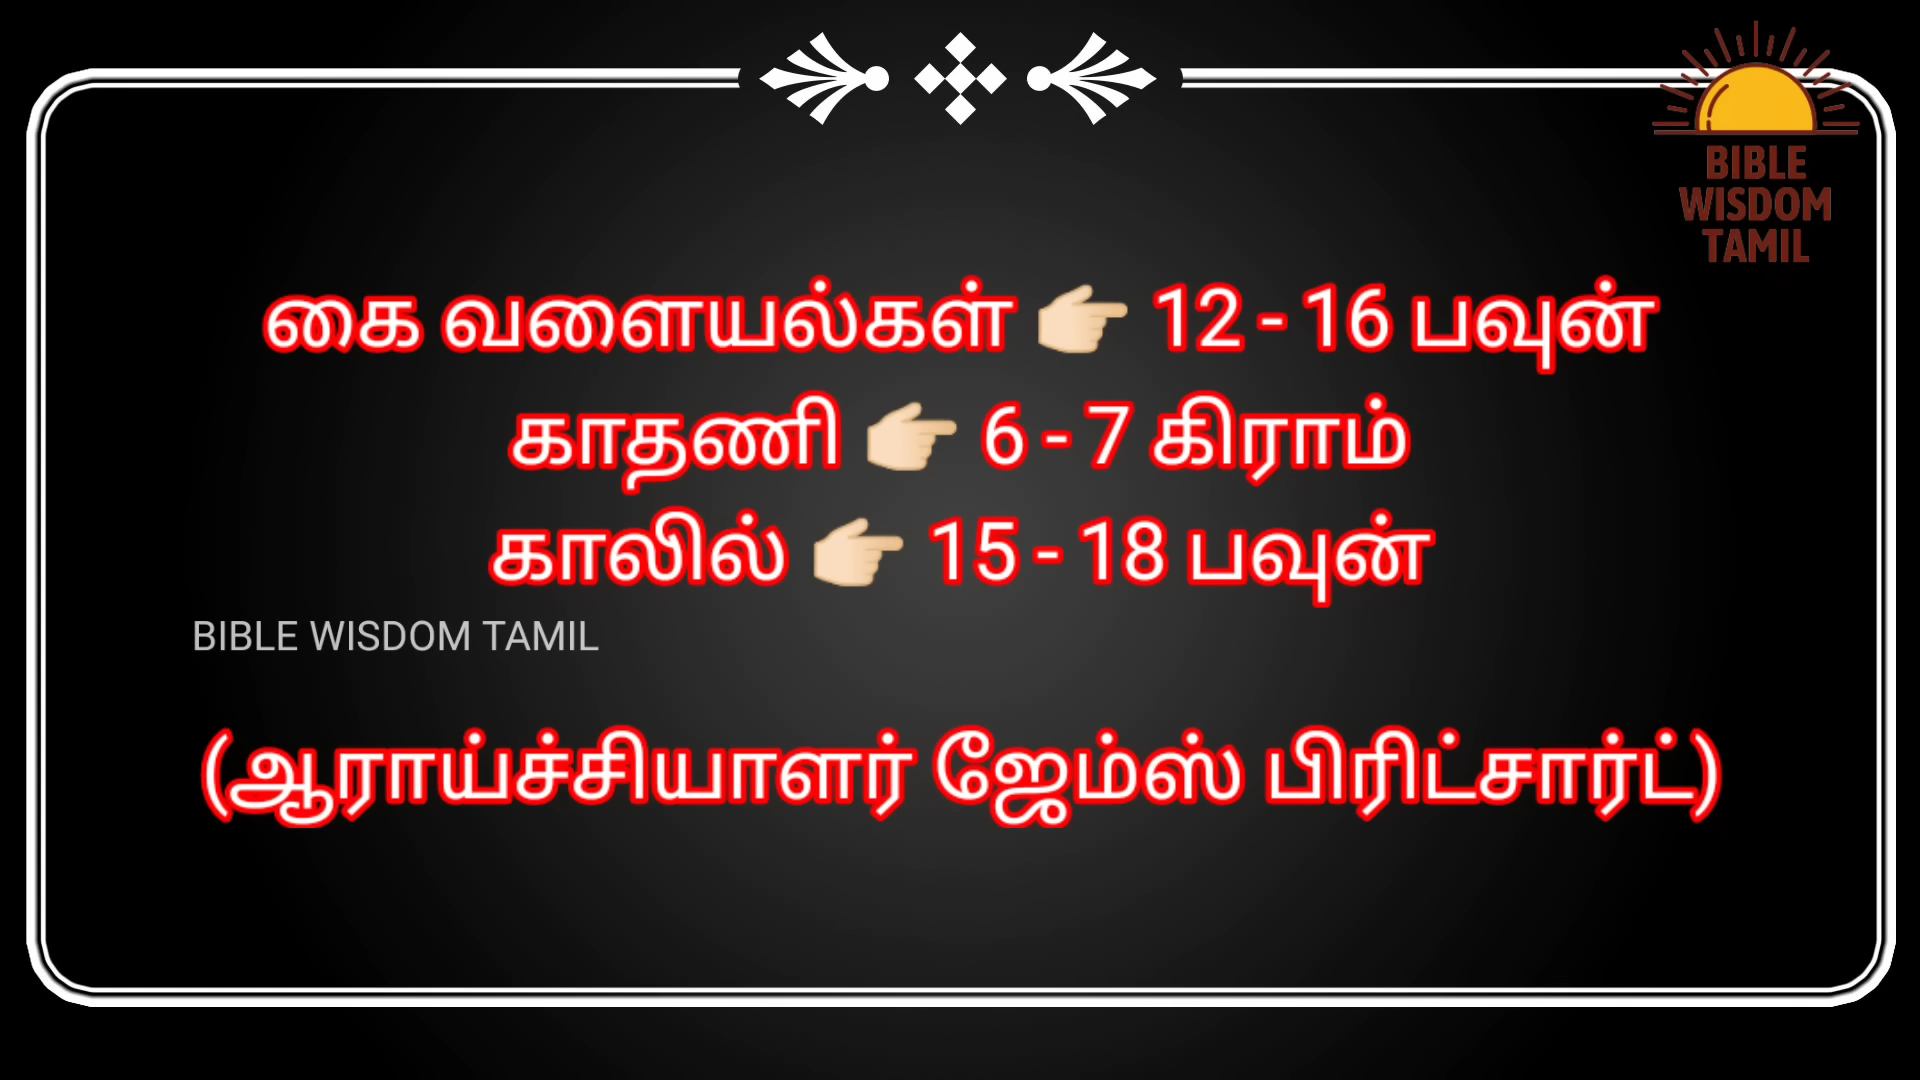 BIBLE
WISDOM
TAMIL
கை வளையல்கள் 👉🏻 12 - 16 பவுன்
காதணி 👉🏻 6 - 7 கிராம்
காலில் 👉🏻 15 - 18 பவுன்
BIBLE WISDOM TAMIL
(ஆராய்ச்சியாளர் ஜேம்ஸ் பிரிட்சார்ட்)